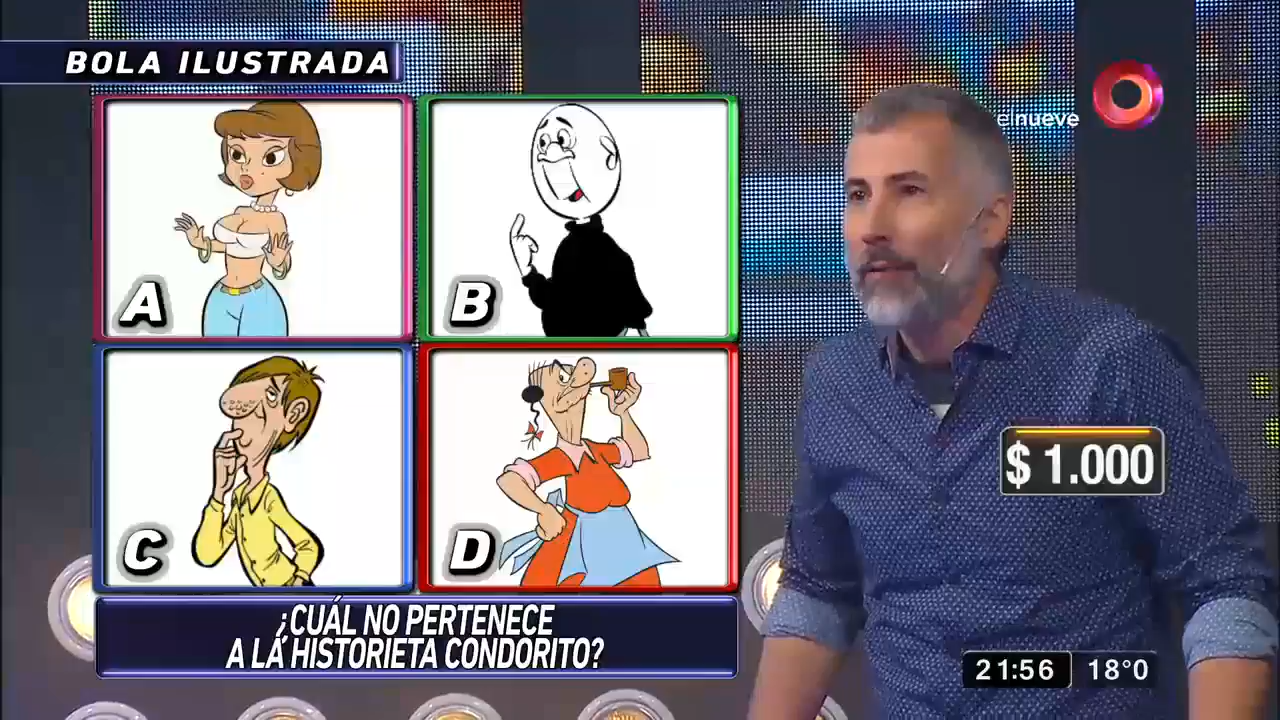 BOLA ILUSTRADA
elnueve
A
B
C
D
$ 1.000
¿CUÁL NO PERTENECE
A LA HISTORIETA CONDORITO?
21:56 18°0